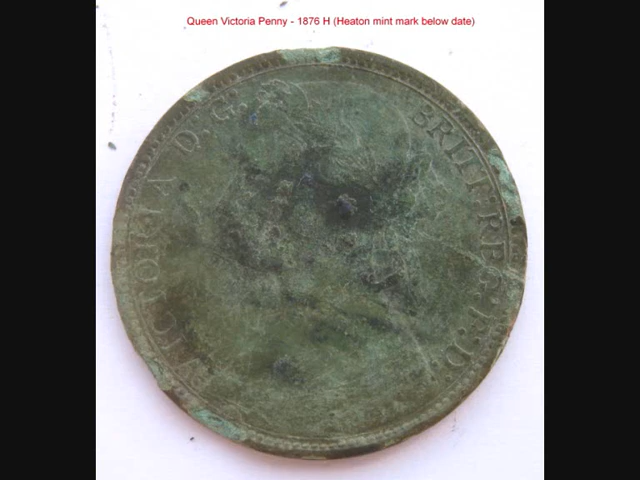 Queen Victoria Penny - 1876 H (Heaton mint mark below date)
VICTORIA D. G. BRITT. REG. F. D.